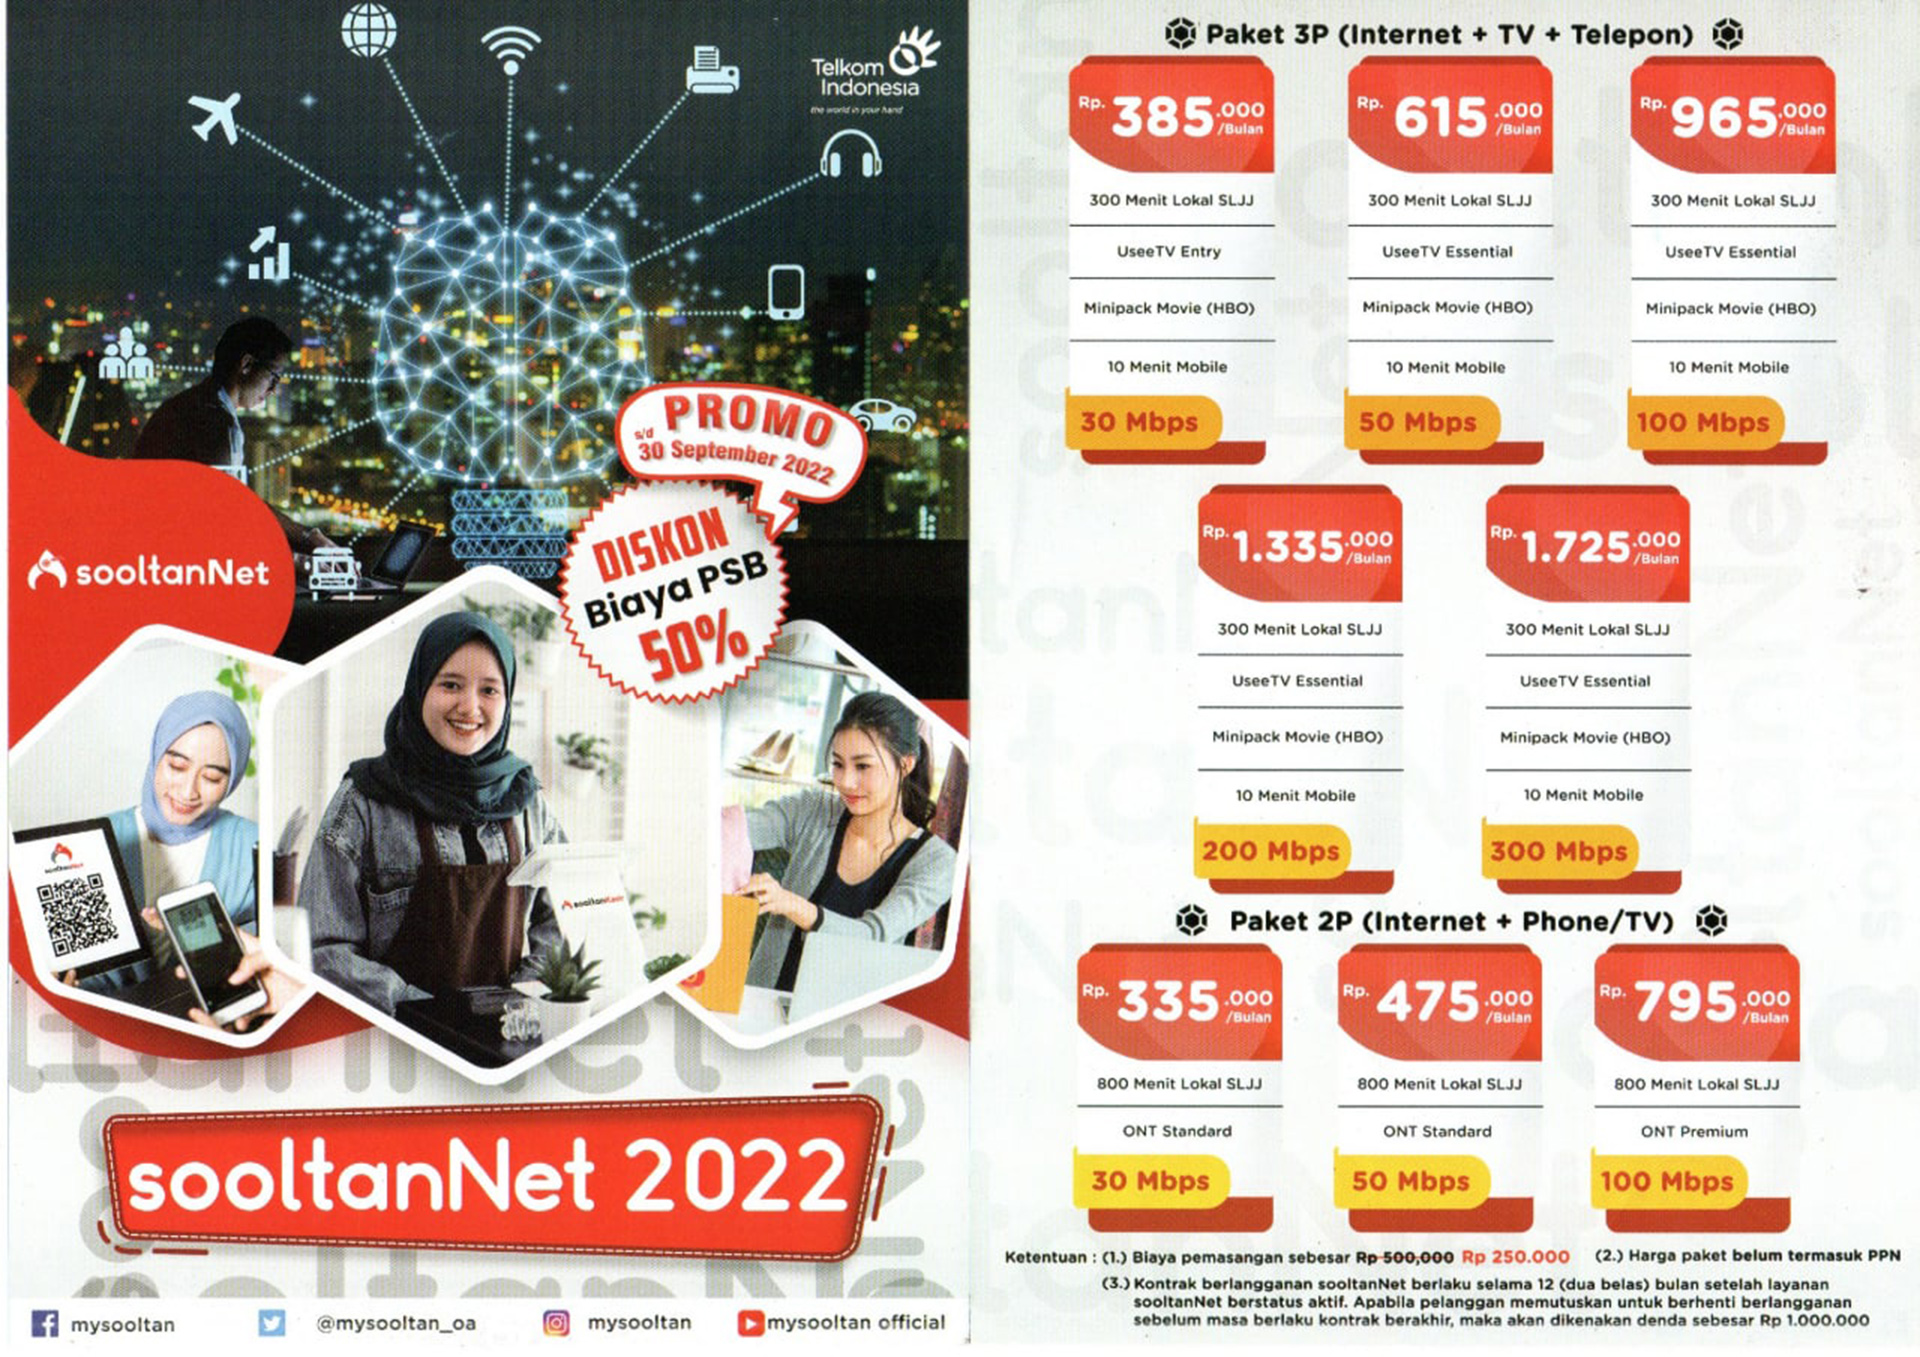 Telkom
Indonesia
the world in your hand
PROMO
s/d
30 September 2022
DISKON
Biaya PSB
50%
sooltanNet
sooltanNet 2022
mysooltan
@mysooltan_oa
mysooltan
mysooltan official
Paket 3P (Internet + TV + Telepon)
Rp. 385.000 /Bulan
300 Menit Lokal SLJJ
UseeTV Entry
Minipack Movie (HBO)
10 Menit Mobile
30 Mbps
Rp. 615.000 /Bulan
300 Menit Lokal SLJJ
UseeTV Essential
Minipack Movie (HBO)
10 Menit Mobile
50 Mbps
Rp. 965.000 /Bulan
300 Menit Lokal SLJJ
UseeTV Essential
Minipack Movie (HBO)
10 Menit Mobile
100 Mbps
Rp. 1.335.000 /Bulan
300 Menit Lokal SLJJ
UseeTV Essential
Minipack Movie (HBO)
10 Menit Mobile
200 Mbps
Rp. 1.725.000 /Bulan
300 Menit Lokal SLJJ
UseeTV Essential
Minipack Movie (HBO)
10 Menit Mobile
300 Mbps
Paket 2P (Internet + Phone/TV)
Rp. 335.000 /Bulan
800 Menit Lokal SLJJ
ONT Standard
30 Mbps
Rp. 475.000 /Bulan
800 Menit Lokal SLJJ
ONT Standard
50 Mbps
Rp. 795.000 /Bulan
800 Menit Lokal SLJJ
ONT Premium
100 Mbps
Ketentuan : (1.) Biaya pemasangan sebesar Rp 500,000 Rp 250.000 (2.) Harga paket belum termasuk PPN
(3.) Kontrak berlangganan sooltanNet berlaku selama 12 (dua belas) bulan setelah layanan
sooltanNet berstatus aktif. Apabila pelanggan memutuskan untuk berhenti berlangganan
sebelum masa berlaku kontrak berakhir, maka akan dikenakan denda sebesar Rp 1.000.000